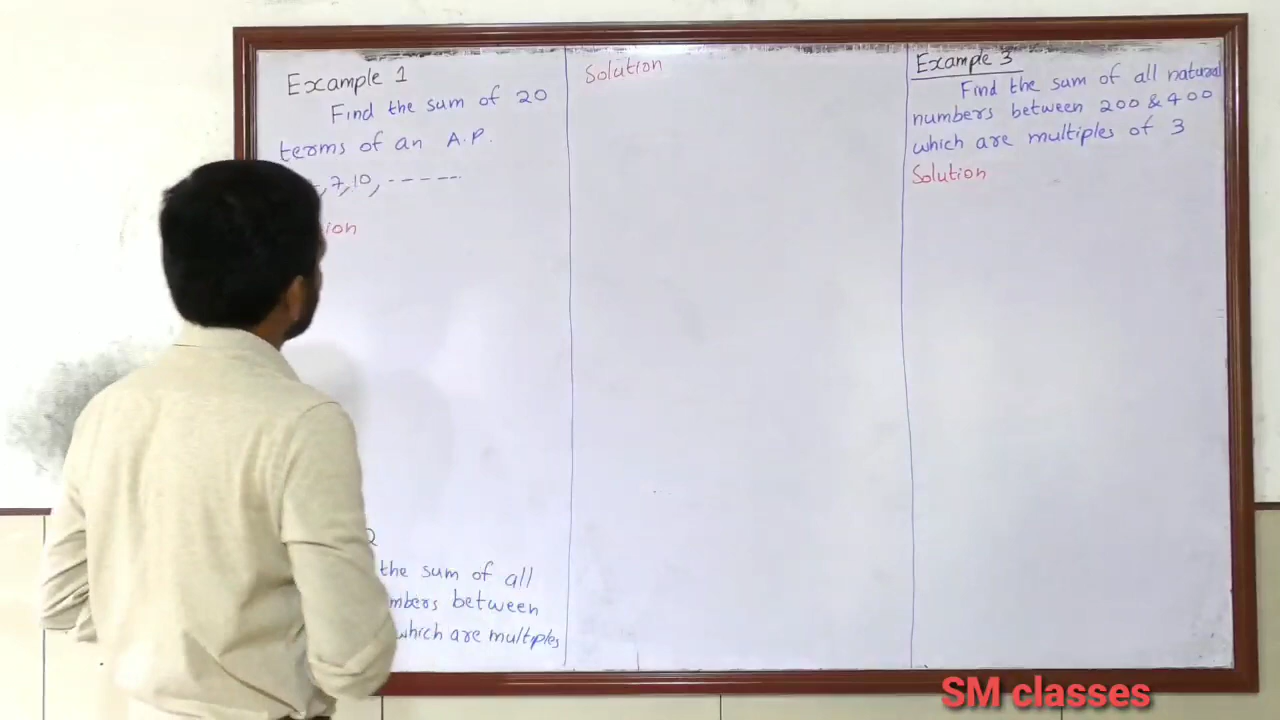 Example 1
Find the sum of 20
terms of an A.P.
, 7, 10, -----
the sum of all
between
which are multiples
Solution
Example 3
Find the sum of all natural
numbers between 200 & 400
which are multiples of 3
Solution
SM classes